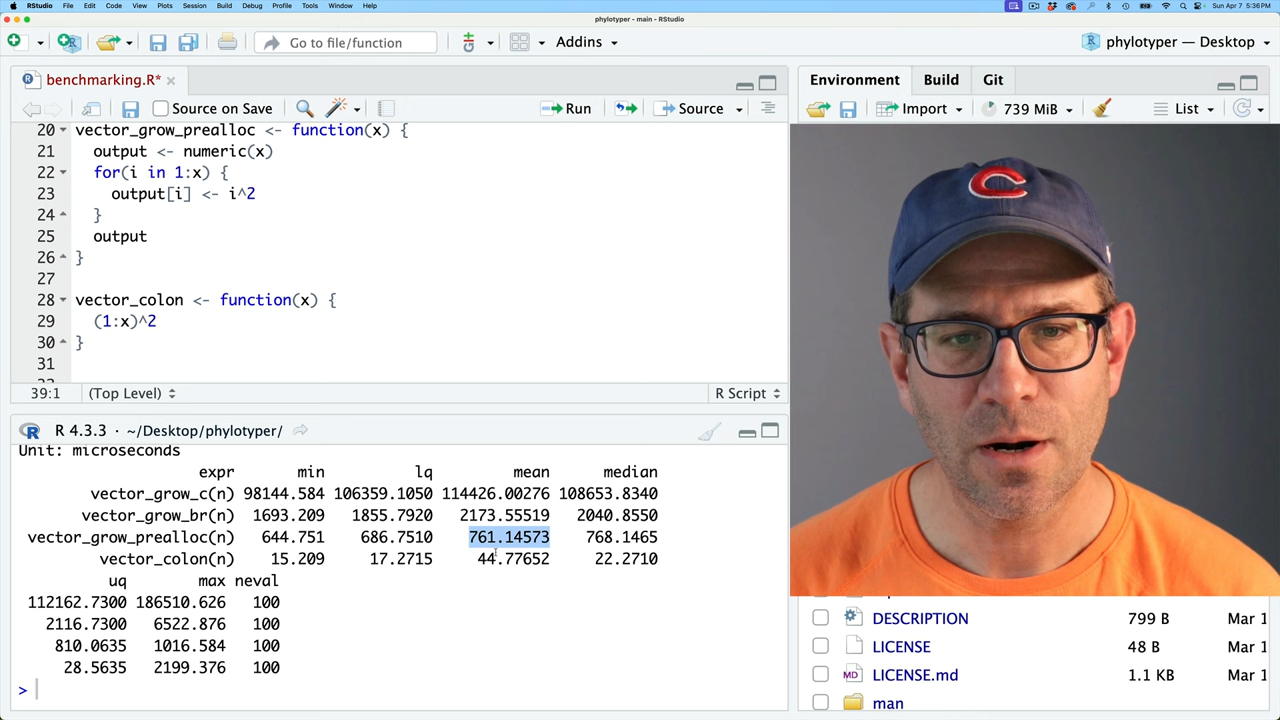 RStudio File Edit Code View Plots Session Build Debug Profile Tools Window Help Sun Apr 7 5:36 PM
phylotyper - main - RStudio
Go to file/function Addins phylotyper — Desktop
benchmarking.R*
Source on Save Run Source
20 vector_grow_prealloc <- function(x) {
21 output <- numeric(x)
22 for(i in 1:x) {
23 output[i] <- i^2
24 }
25 output
26 }
27
28 vector_colon <- function(x) {
29 (1:x)^2
30 }
31
39:1 (Top Level) R Script
R 4.3.3 · ~/Desktop/phylotyper/
Unit: microseconds
expr min lq mean median
vector_grow_c(n) 98144.584 106359.1050 114426.00276 108653.8340
vector_grow_br(n) 1693.209 1855.7920 2173.55519 2040.8550
vector_grow_prealloc(n) 644.751 686.7510 761.14573 768.1465
vector_colon(n) 15.209 17.2715 44.77652 22.2710
uq max neval
112162.7300 186510.626 100
2116.7300 6522.876 100
810.0635 1016.584 100
28.5635 2199.376 100
>
Environment Build Git
Import 739 MiB List
C
DESCRIPTION 799 B Mar 1
LICENSE 48 B Mar 1
MD LICENSE.md 1.1 KB Mar 1
man